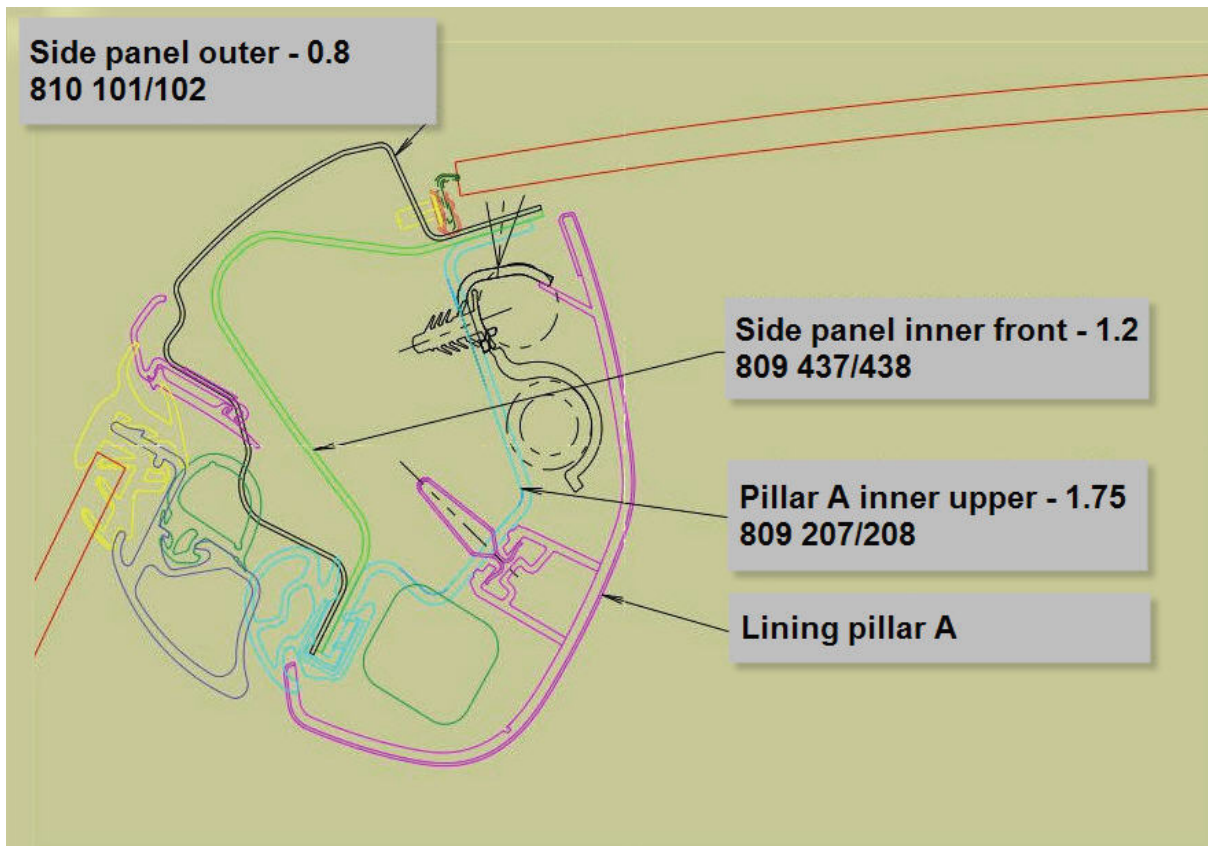 Side panel outer - 0.8
810 101/102
Side panel inner front - 1.2
809 437/438
Pillar A inner upper - 1.75
809 207/208
Lining pillar A